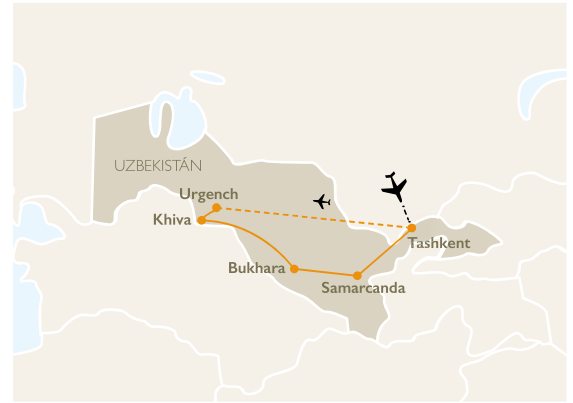 UZBEKISTÁN
Urgench
Khiva
Tashkent
Bukhara
Samarcanda